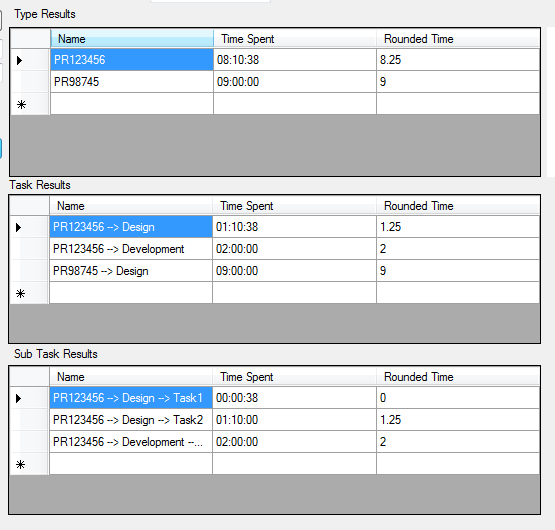 Type Results
Name Time Spent Rounded Time
PR123456 08:10:38 8.25
PR98745 09:00:00 9
Task Results
Name Time Spent Rounded Time
PR123456 --> Design 01:10:38 1.25
PR123456 --> Development 02:00:00 2
PR98745 --> Design 09:00:00 9
Sub Task Results
Name Time Spent Rounded Time
PR123456 --> Design --> Task1 00:00:38 0
PR123456 --> Design --> Task2 01:10:00 1.25
PR123456 --> Development --... 02:00:00 2